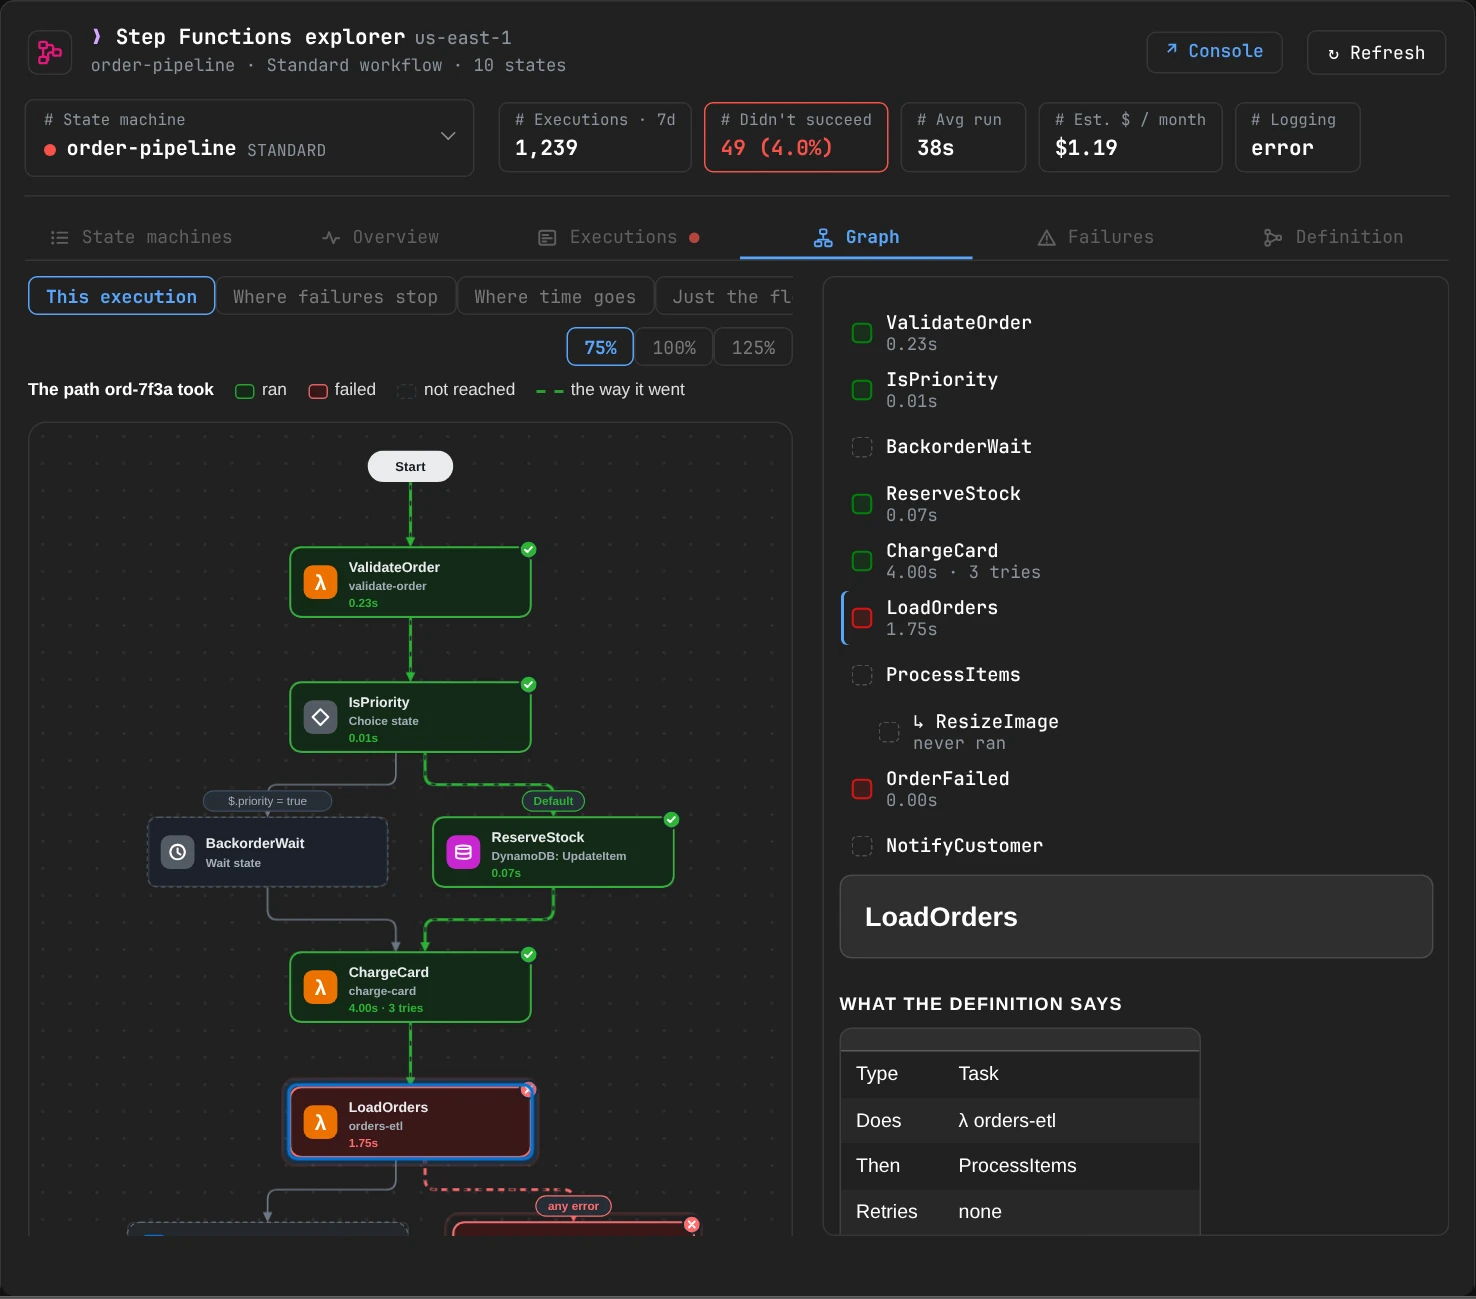 ❱ Step Functions explorer us-east-1
order-pipeline · Standard workflow · 10 states
↗ Console
↻ Refresh
# State machine
order-pipeline STANDARD
# Executions · 7d
1,239
# Didn't succeed
49 (4.0%)
# Avg run
38s
# Est. $ / month
$1.19
# Logging
error
State machines
Overview
Executions
Graph
Failures
Definition
This execution
Where failures stop
Where time goes
Just the fl
75%
100%
125%
The path ord-7f3a took
ran
failed
not reached
the way it went
Start
ValidateOrder
validate-order
0.23s
IsPriority
Choice state
0.01s
$.priority = true
Default
BackorderWait
Wait state
ReserveStock
DynamoDB: UpdateItem
0.07s
λ
ChargeCard
charge-card
4.00s · 3 tries
λ
LoadOrders
orders-etl
1.75s
any error
ValidateOrder
0.23s
IsPriority
0.01s
BackorderWait
ReserveStock
0.07s
ChargeCard
4.00s · 3 tries
LoadOrders
1.75s
ProcessItems
↳ ResizeImage
never ran
OrderFailed
0.00s
NotifyCustomer
LoadOrders
WHAT THE DEFINITION SAYS
Type Task
Does λ orders-etl
Then ProcessItems
Retries none